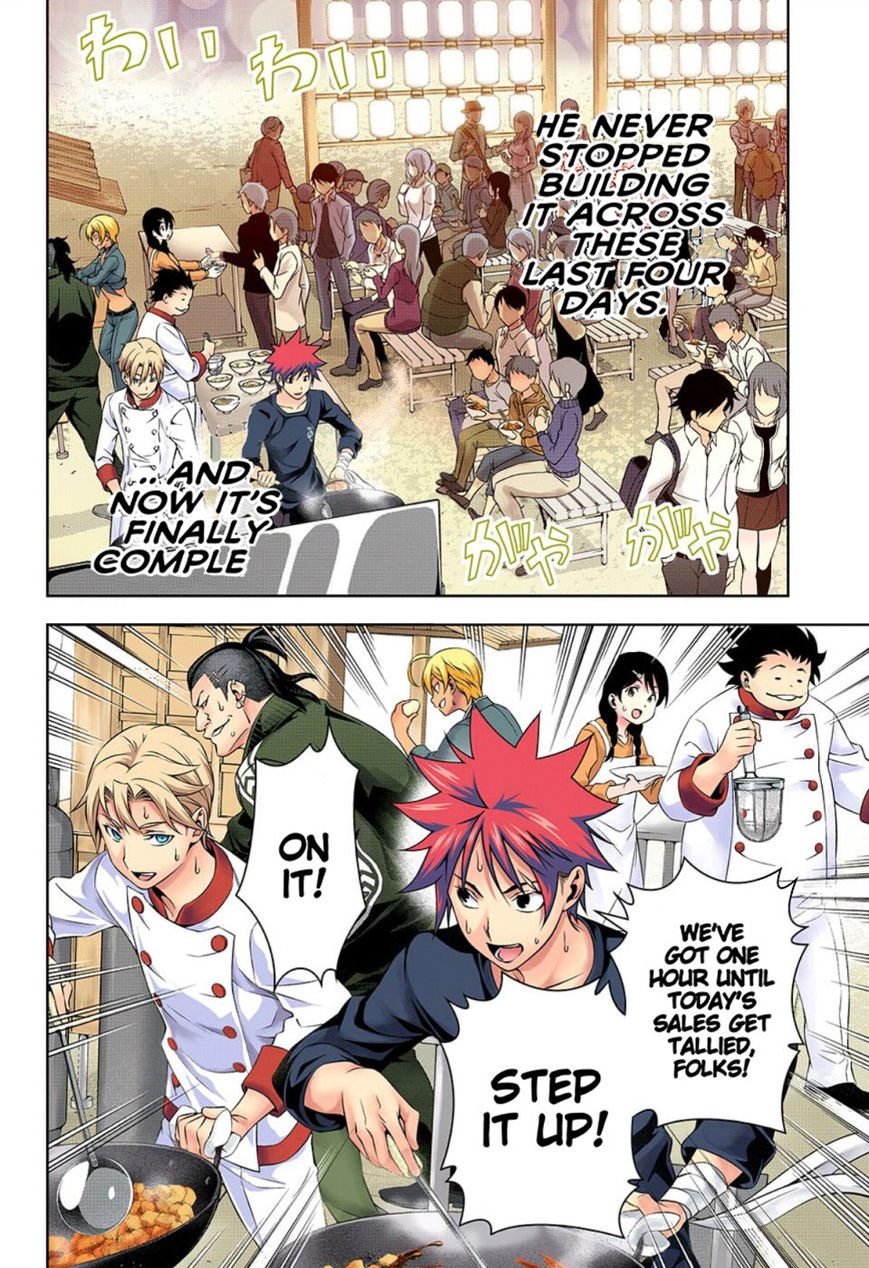 わい
わい
HE NEVER
STOPPED
BUILDING
IT ACROSS
THESE
LAST FOUR
DAYS.
... AND
NOW IT'S
FINALLY
COMPLE
がや
がや
ON
IT!
WE'VE
GOT ONE
HOUR UNTIL
TODAY'S
SALES GET
TALLIED,
FOLKS!
STEP
IT UP!